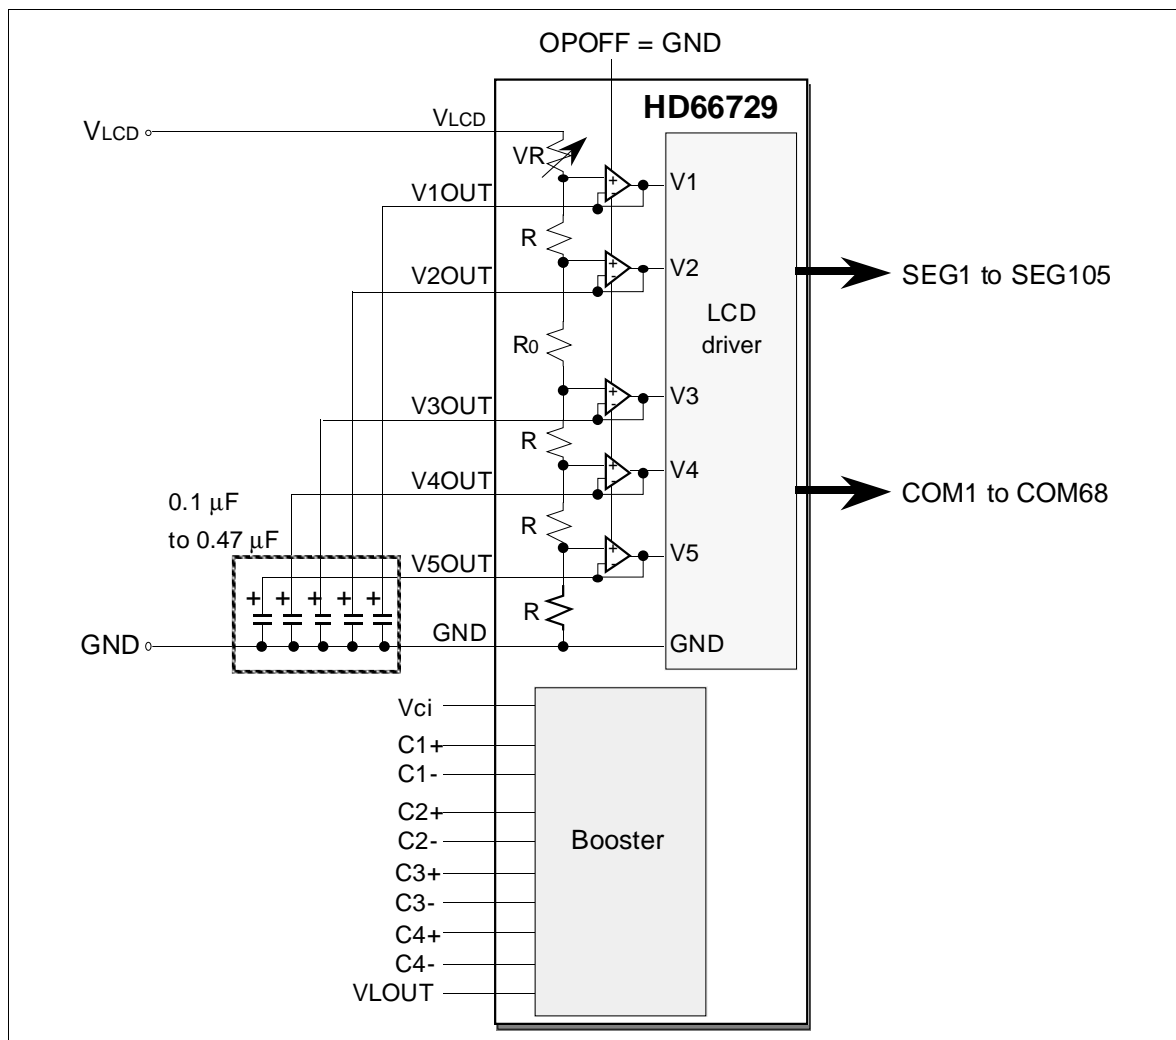 OPOFF = GND
HD66729
VLCD
VLCD
VR
V1
V1OUT
R
V2
V2OUT
SEG1 to SEG105
LCD
driver
R0
V3
V3OUT
R
V4
V4OUT
COM1 to COM68
0.1 µF
to 0.47 µF
R
V5
V5OUT
+ + + + +
R
GND
GND
GND
Vci
C1+
C1-
C2+
C2-
Booster
C3+
C3-
C4+
C4-
VLOUT